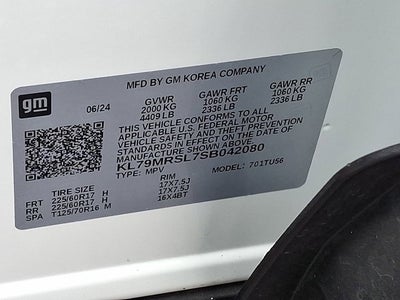 gm
MFD BY GM KOREA COMPANY
06/24 GVWR GAWR FRT GAWR RR
2000 KG 1060 KG 1060 KG
4409 LB 2336 LB 2336 LB
THIS VEHICLE CONFORMS TO ALL
APPLICABLE U.S. FEDERAL MOTOR
VEHICLE SAFETY AND THEFT PREVENTION
STANDARDS IN EFFECT ON THE DATE OF
MANUFACTURE SHOWN ABOVE.
KL79MRSL7SB042080
TYPE: MPV MODEL: 701TU56
TIRE RIM
FRT 225/60R17 H 17X7.5J
RR 225/60R17 H 17X7.5J
SPA T125/70R16 M 16X4BT